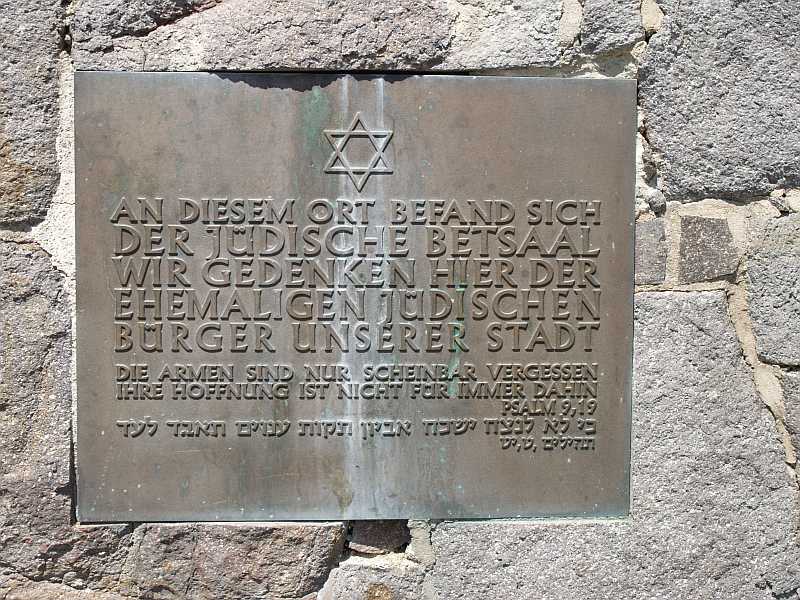 AN DIESEM ORT BEFAND SICH
DER JÜDISCHE BETSAAL
WIR GEDENKEN HIER DER
EHEMALIGEN JÜDISCHEN
BÜRGER UNSERER STADT
DIE ARMEN SIND NUR SCHEINBAR VERGESSEN
IHRE HOFFNUNG IST NICHT FÜR IMMER DAHIN
PSALM 9,19
כי לא לנצח ישכח אביון תקות ענוים תאבד לעד
תהילים ,ט,יט